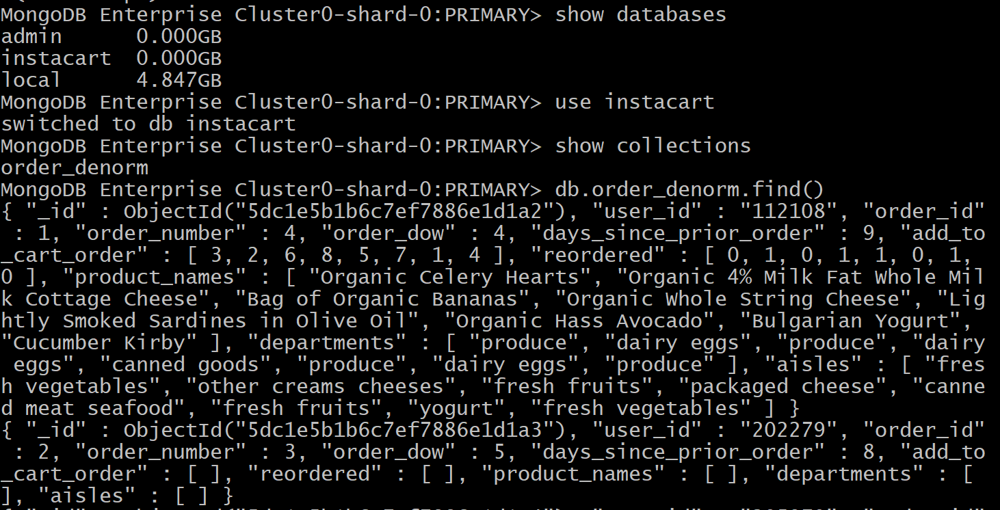 MongoDB Enterprise Cluster0-shard-0:PRIMARY> show databases
admin      0.000GB
instacart  0.000GB
local      4.847GB
MongoDB Enterprise Cluster0-shard-0:PRIMARY> use instacart
switched to db instacart
MongoDB Enterprise Cluster0-shard-0:PRIMARY> show collections
order_denorm
MongoDB Enterprise Cluster0-shard-0:PRIMARY> db.order_denorm.find()
{ "_id" : ObjectId("5dc1e5b1b6c7ef7886e1d1a2"), "user_id" : "112108", "order_id"
 : 1, "order_number" : 4, "order_dow" : 4, "days_since_prior_order" : 9, "add_to
_cart_order" : [ 3, 2, 6, 8, 5, 7, 1, 4 ], "reordered" : [ 0, 1, 0, 1, 1, 0, 1,
0 ], "product_names" : [ "Organic Celery Hearts", "Organic 4% Milk Fat Whole Mil
k Cottage Cheese", "Bag of Organic Bananas", "Organic Whole String Cheese", "Lig
htly Smoked Sardines in Olive Oil", "Organic Hass Avocado", "Bulgarian Yogurt",
"Cucumber Kirby" ], "departments" : [ "produce", "dairy eggs", "produce", "dairy
 eggs", "canned goods", "produce", "dairy eggs", "produce" ], "aisles" : [ "fres
h vegetables", "other creams cheeses", "fresh fruits", "packaged cheese", "canne
d meat seafood", "fresh fruits", "yogurt", "fresh vegetables" ] }
{ "_id" : ObjectId("5dc1e5b1b6c7ef7886e1d1a3"), "user_id" : "202279", "order_id"
 : 2, "order_number" : 3, "order_dow" : 5, "days_since_prior_order" : 8, "add_to
_cart_order" : [ ], "reordered" : [ ], "product_names" : [ ], "departments" : [
], "aisles" : [ ] }